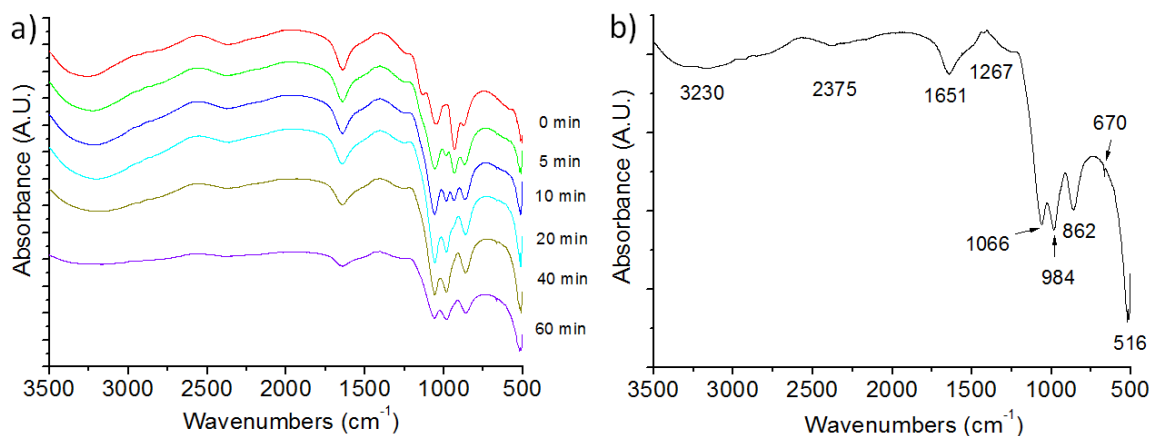 a)
Absorbance (A.U.)
0 min
5 min
10 min
20 min
40 min
60 min
3500 3000 2500 2000 1500 1000 500
Wavenumbers (cm⁻¹)
b)
Absorbance (A.U.)
3230
2375
1651
1267
670
1066
984
862
516
3500 3000 2500 2000 1500 1000 500
Wavenumbers (cm⁻¹)